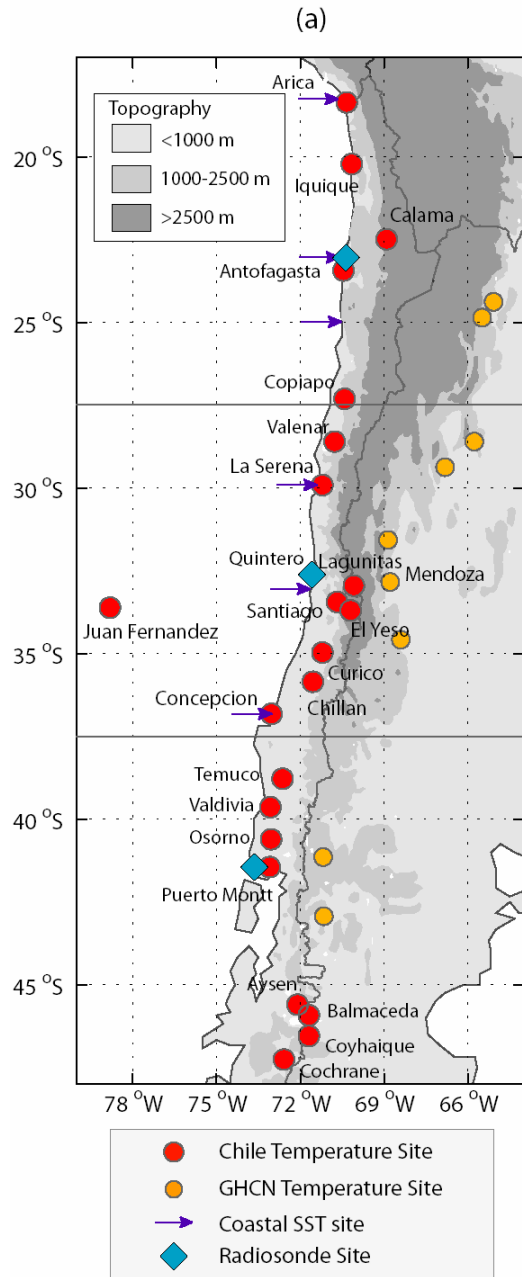 (a)
Arica
Topography
<1000 m
1000-2500 m
>2500 m
20°S
Iquique
Calama
Antofagasta
25°S
Copiapo
Valenar
La Serena
30°S
Quintero
Lagunitas
Mendoza
Santiago
El Yeso
Juan Fernandez
35°S
Curico
Chillan
Concepcion
Temuco
Valdivia
40°S
Osorno
Puerto Montt
45°S
Aysen
Balmaceda
Coyhaique
Cochrane
78°W 75°W 72°W 69°W 66°W
Chile Temperature Site
GHCN Temperature Site
Coastal SST site
Radiosonde Site